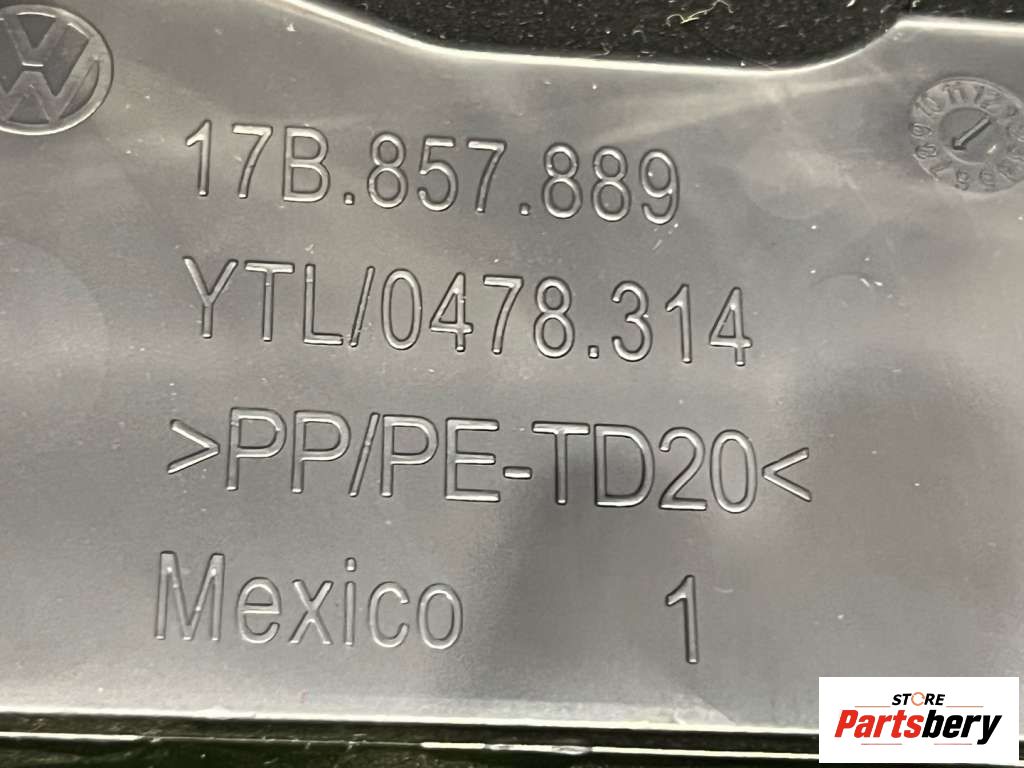 17B.857.889
YTL/0478.314
>PP/PE-TD20<
Mexico 1
STORE
Partsbery